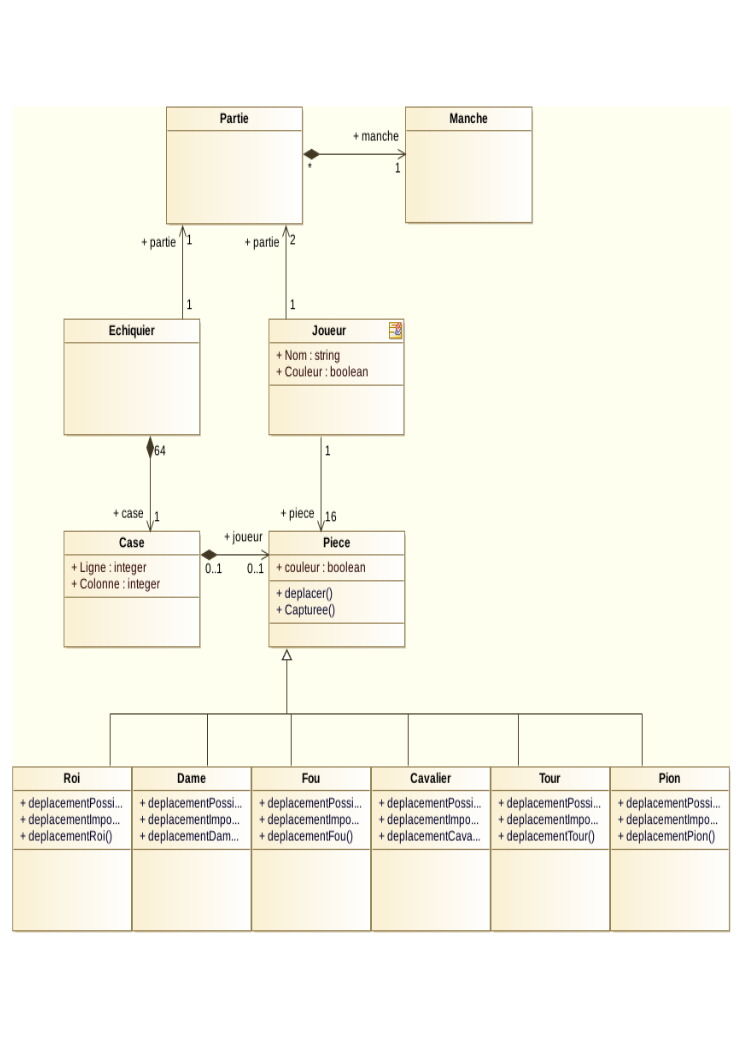 Partie
Manche
+ manche
*
1
+ partie
1
+ partie
2
1
1
Echiquier
Joueur
+ Nom : string
+ Couleur : boolean
64
1
+ case
1
+ piece
16
+ joueur
Case
Piece
+ Ligne : integer
+ Colonne : integer
0..1
0..1
+ couleur : boolean
+ deplacer()
+ Capturee()
Roi
Dame
Fou
Cavalier
Tour
Pion
+ deplacementPossi...
+ deplacementPossi...
+ deplacementPossi...
+ deplacementPossi...
+ deplacementPossi...
+ deplacementPossi...
+ deplacementImpo...
+ deplacementImpo...
+ deplacementImpo...
+ deplacementImpo...
+ deplacementImpo...
+ deplacementImpo...
+ deplacementRoi()
+ deplacementDam...
+ deplacementFou()
+ deplacementCava...
+ deplacementTour()
+ deplacementPion()